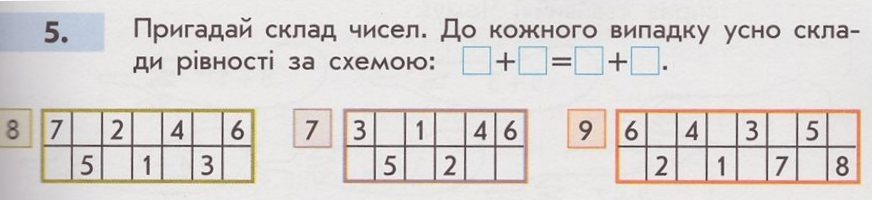 5. Пригадай склад чисел. До кожного випадку усно скла-
ди рівності за схемою: □+□=□+□.
8 7 2 4 6 7 3 1 4 6 9 6 4 3 5
5 1 3 5 2 2 1 7 8